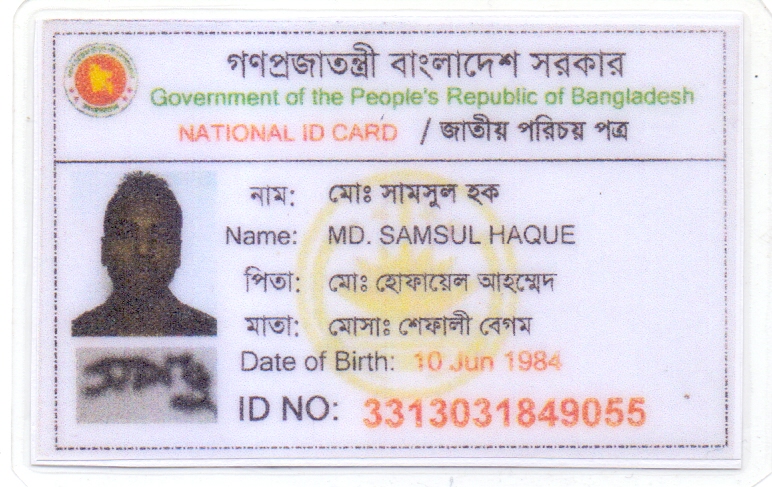 গণপ্রজাতন্ত্রী বাংলাদেশ সরকার
Government of the People's Republic of Bangladesh
NATIONAL ID CARD / জাতীয় পরিচয় পত্র
নাম: মোঃ সামসুল হক
Name: MD. SAMSUL HAQUE
পিতা: মোঃ হোফায়েল আহম্মেদ
মাতা: মোসাঃ শেফালী বেগম
Date of Birth: 10 Jun 1984
ID NO: 3313031849055